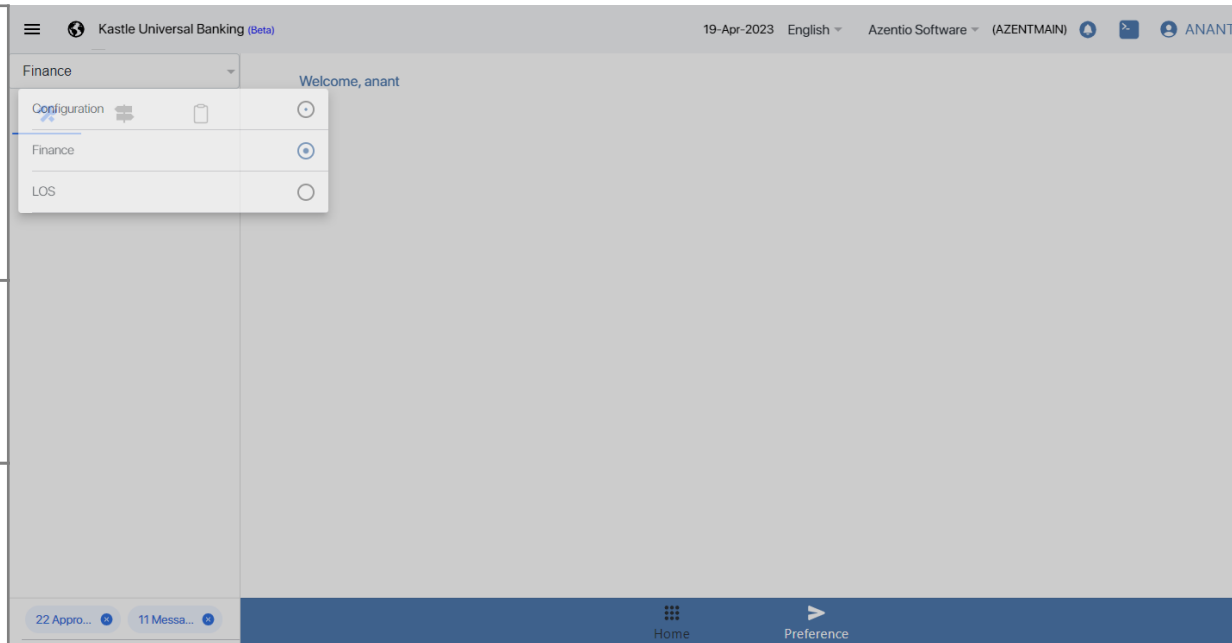 Kastle Universal Banking (Beta) 19-Apr-2023 English Azentio Software (AZENTMAIN) ANANT
Finance
Welcome, anant
Configuration
Finance
LOS
22 Appro... 11 Messa...
Home Preference